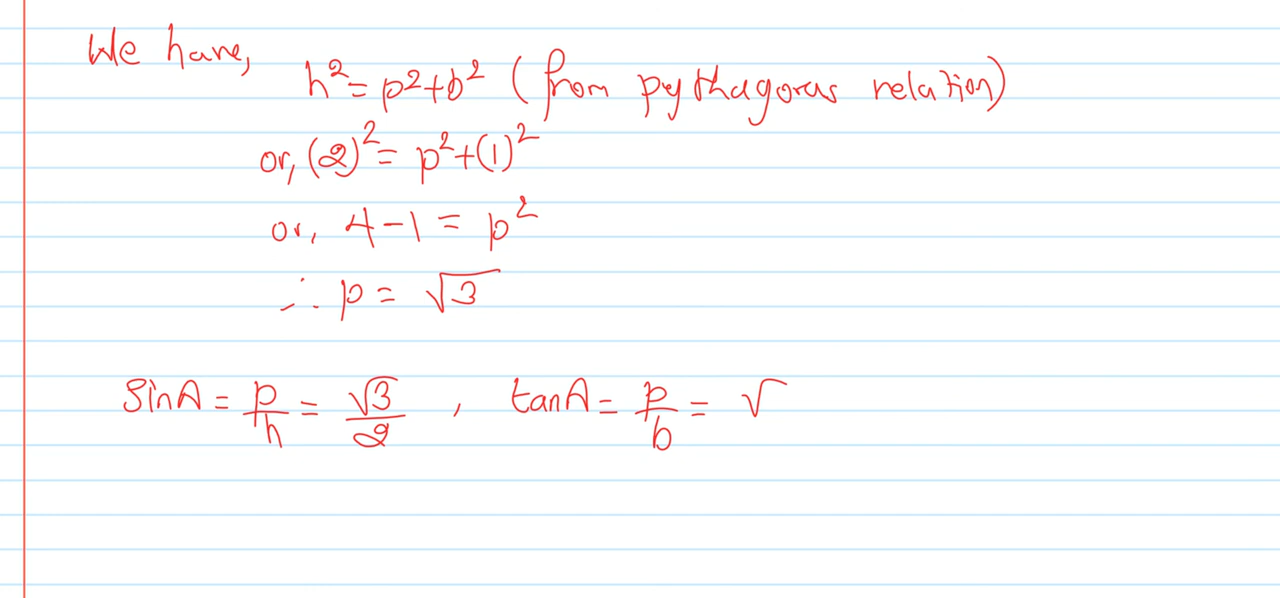 We have,
h² = p² + b² (from pythagoras relation)
or, (2)² = p² + (1)²
or, 4 - 1 = p²
∴ p = √3
SinA = p/h = √3/2 , tanA = p/b = √